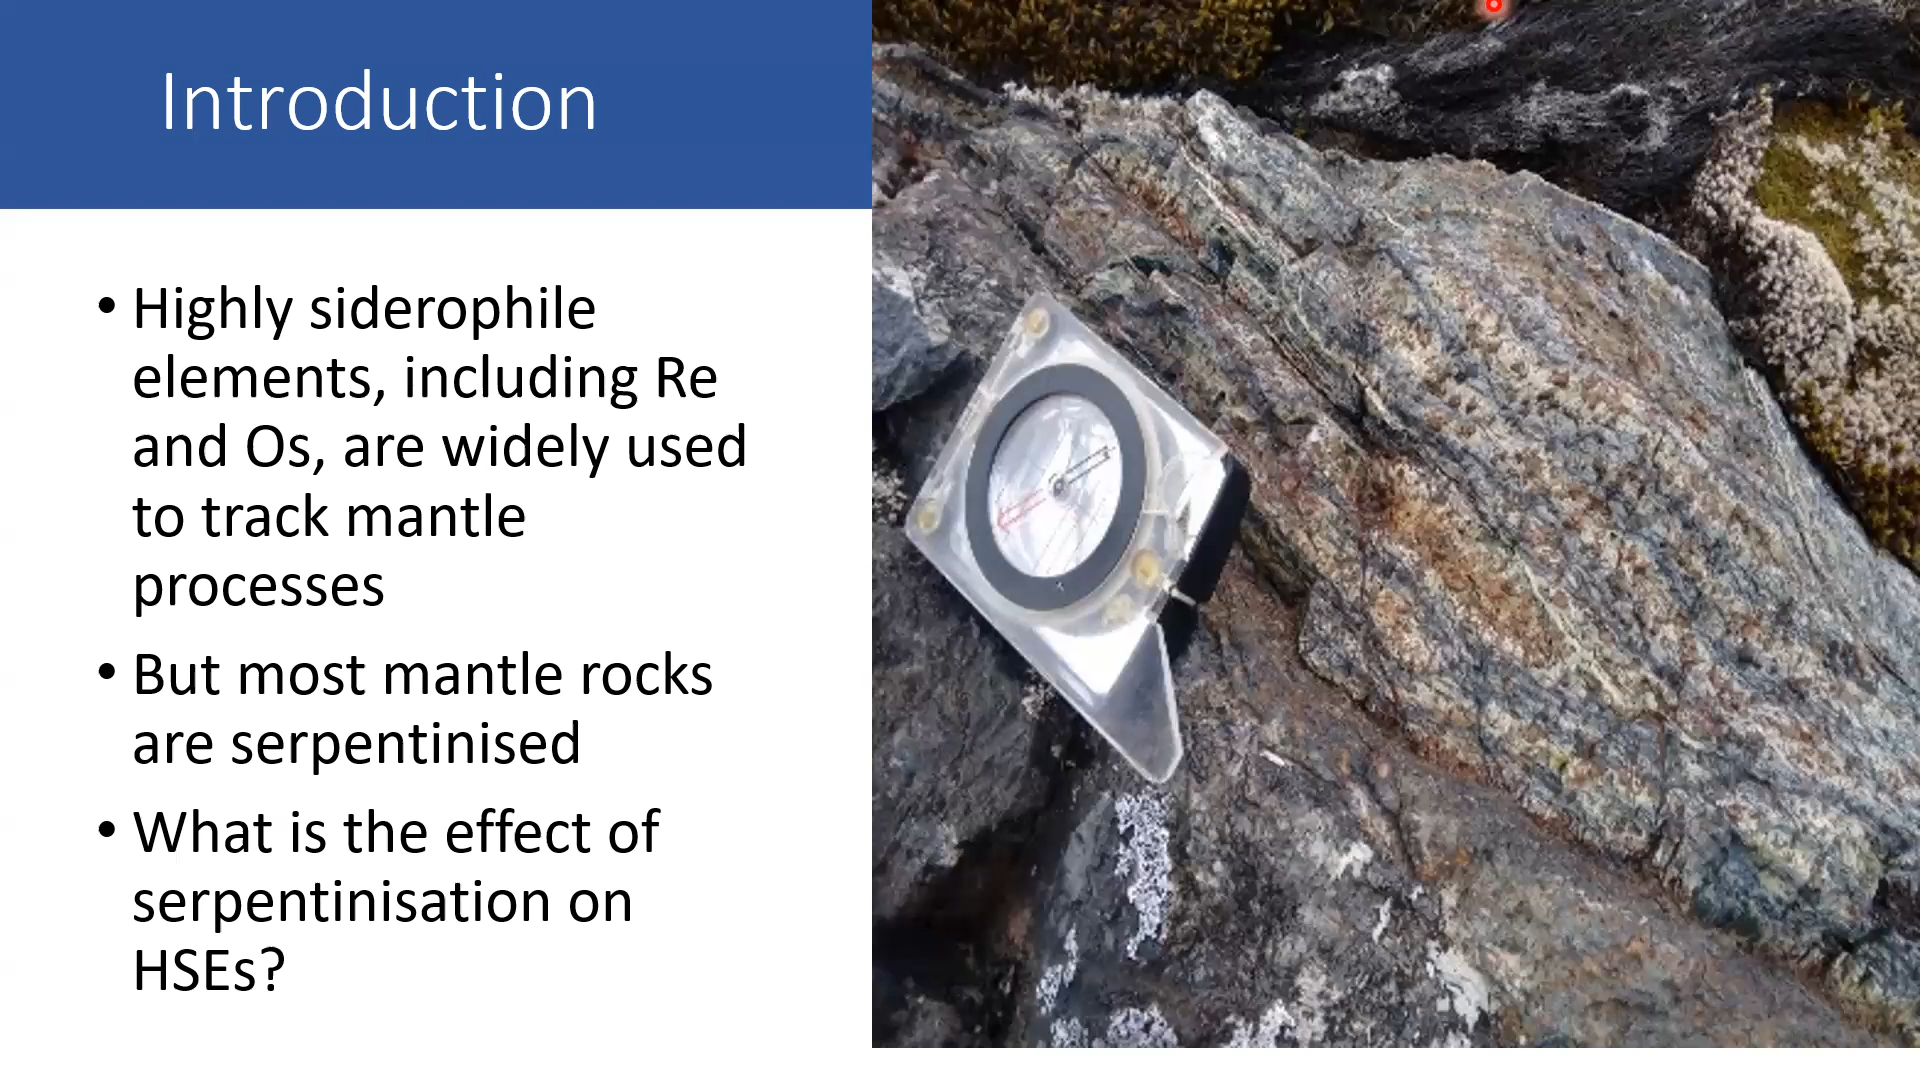 Introduction
• Highly siderophile
elements, including Re
and Os, are widely used
to track mantle
processes
• But most mantle rocks
are serpentinised
• What is the effect of
serpentinisation on
HSEs?